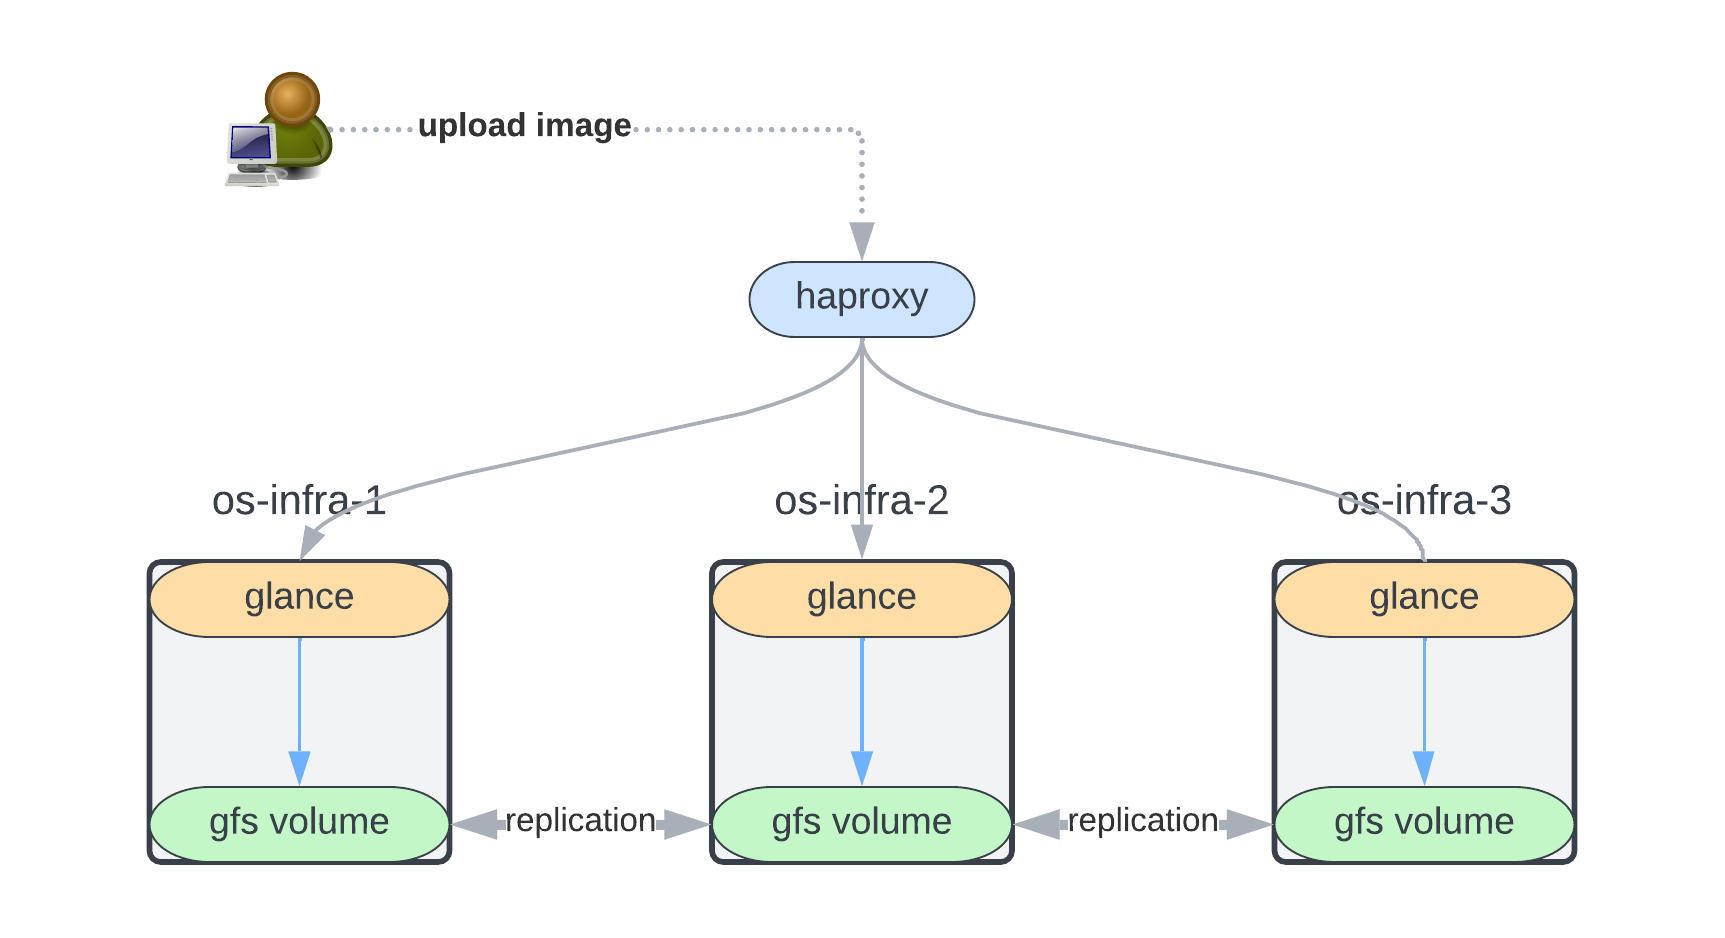 upload image
haproxy
os-infra-1
os-infra-2
os-infra-3
glance
glance
glance
gfs volume
replication
gfs volume
replication
gfs volume